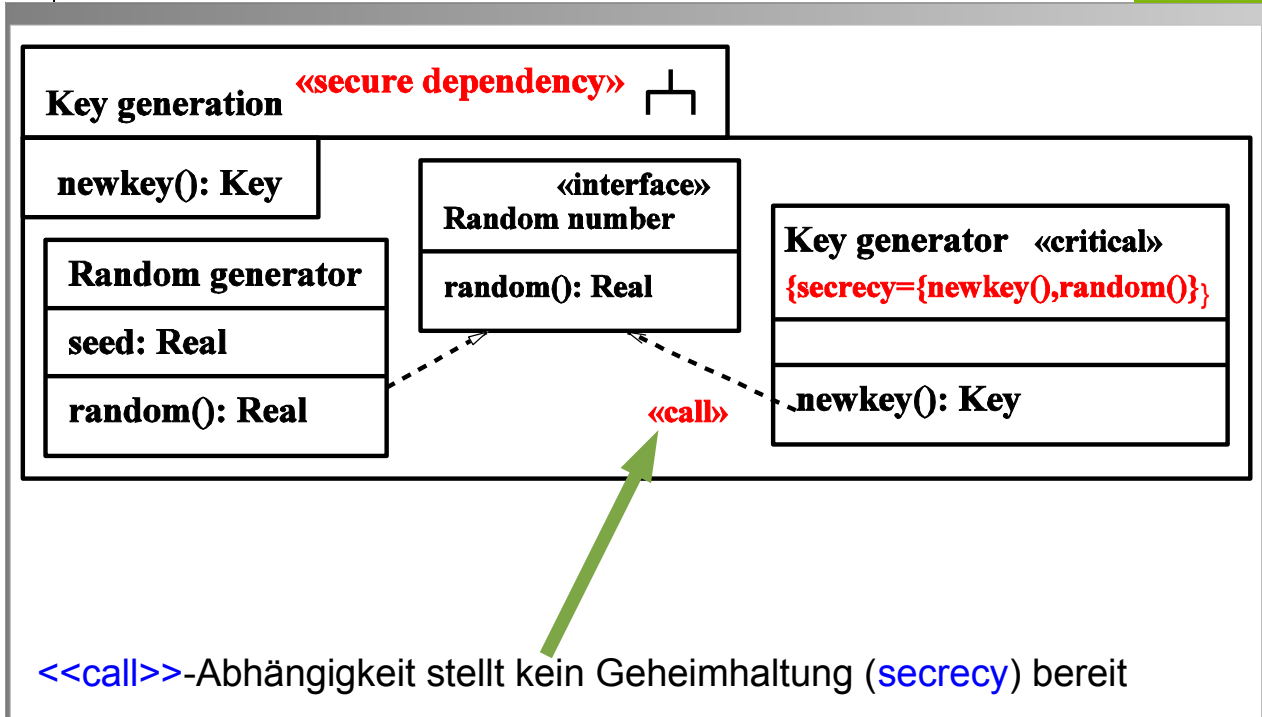 Key generation «secure dependency»
newkey(): Key
Random generator
seed: Real
random(): Real
«interface»
Random number
random(): Real
«call»
Key generator «critical»
{secrecy={newkey(),random()}}
newkey(): Key
<<call>>-Abhängigkeit stellt kein Geheimhaltung (secrecy) bereit